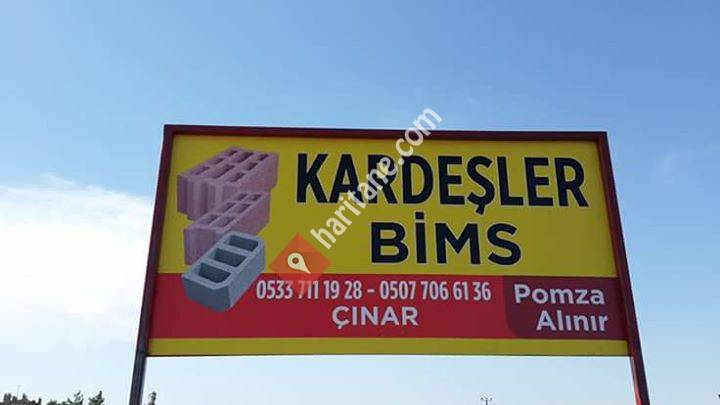 KARDEŞLER
BİMS
0533 711 19 28 - 0507 706 61 36
ÇINAR
Pomza
Alınır
haritane.com